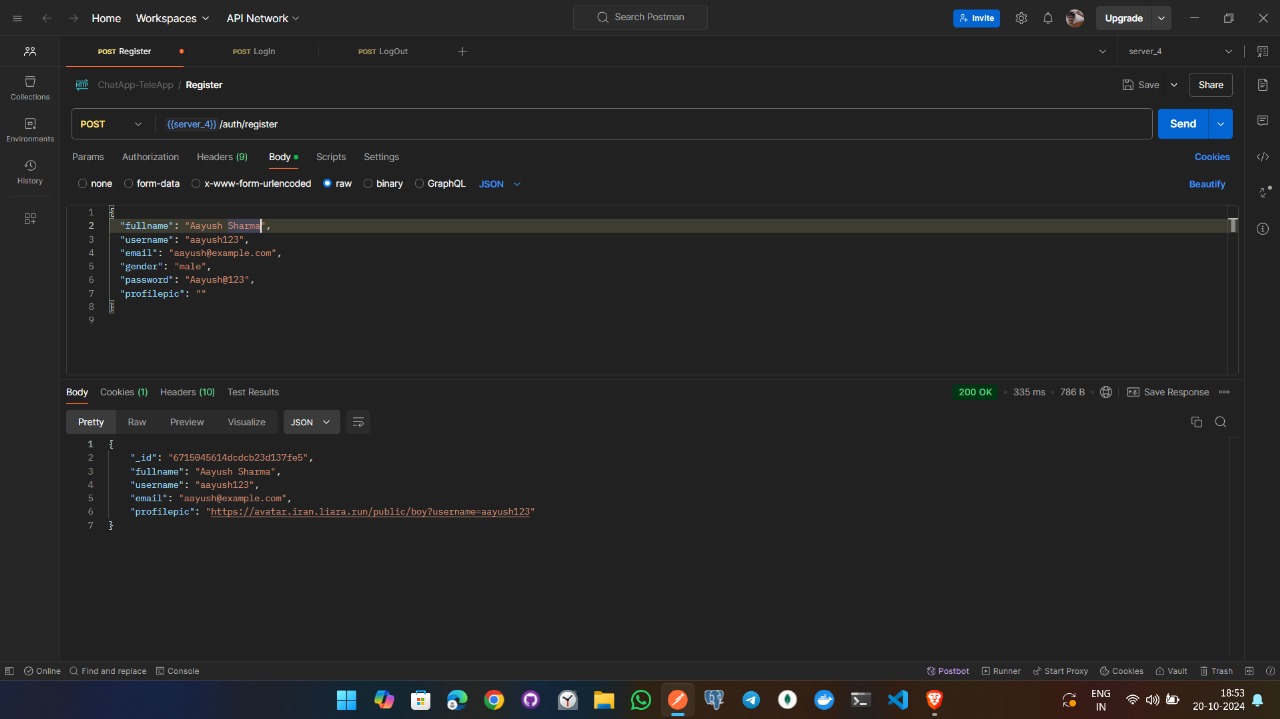 Home Workspaces API Network Search Postman Invite Upgrade
POST Register POST Login POST LogOut server_4
ChatApp-TeleApp / Register Save Share
POST {{server_4}} /auth/register Send
Params Authorization Headers (9) Body Scripts Settings Cookies
none form-data x-www-form-urlencoded raw binary GraphQL JSON Beautify
Collections
Environments
History
1 {
2 "fullname": "Aayush Sharma",
3 "username": "aayush123",
4 "email": "aayush@example.com",
5 "gender": "male",
6 "password": "Aayush@123",
7 "profilepic": ""
8 }
9
Body Cookies (1) Headers (10) Test Results 200 OK 335 ms 786 B Save Response
Pretty Raw Preview Visualize JSON
1 {
2 "_id": "6715045614dcdcb23d137fe5",
3 "fullname": "Aayush Sharma",
4 "username": "aayush123",
5 "email": "aayush@example.com",
6 "profilepic": "https://avatar.iran.liara.run/public/boy?username=aayush123"
7 }
Online Find and replace Console Postbot Runner Start Proxy Cookies Vault Trash
ENG 18:53
IN 20-10-2024